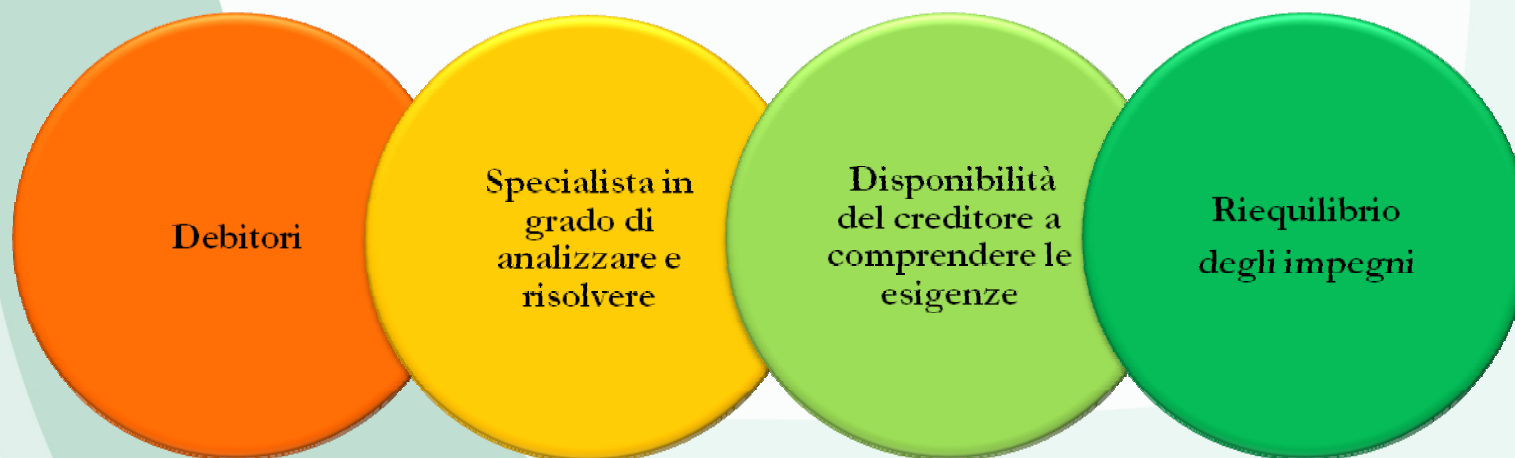 Debitori
Specialista in
grado di
analizzare e
risolvere
Disponibilità
del creditore a
comprendere le
esigenze
Riequilibrio
degli impegni